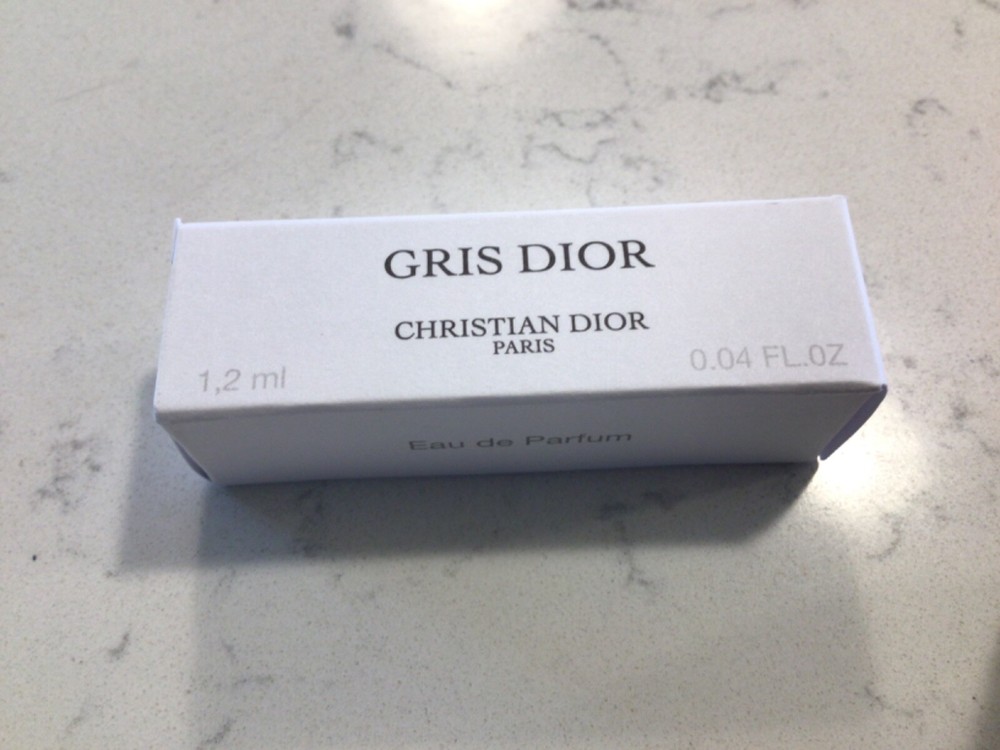 GRIS DIOR
CHRISTIAN DIOR
PARIS
1,2 ml
0.04 FL.OZ
Eau de Parfum